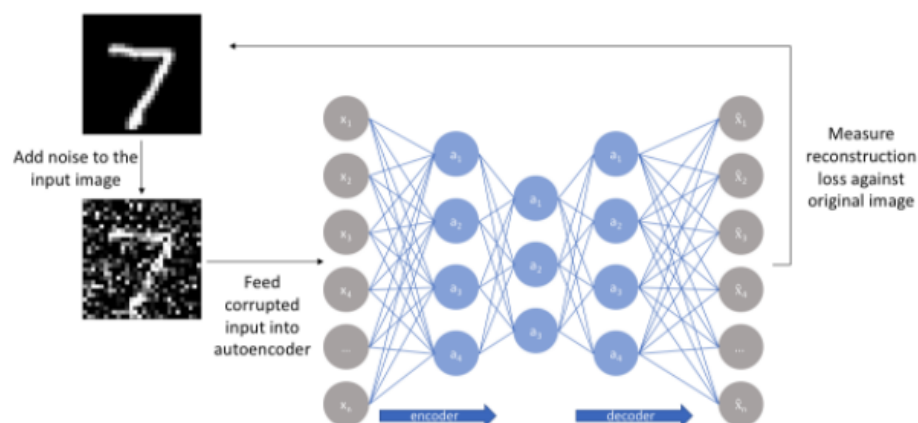 Add noise to the
input image
Feed
corrupted
input into
autoencoder
x₁
x₂
x₃
x₄
...
xₙ
a₁
a₂
a₃
a₄
a₁
a₂
a₃
a₁
a₂
a₃
a₄
x̂₁
x̂₂
x̂₃
x̂₄
...
x̂ₙ
encoder
decoder
Measure
reconstruction
loss against
original image
7
7